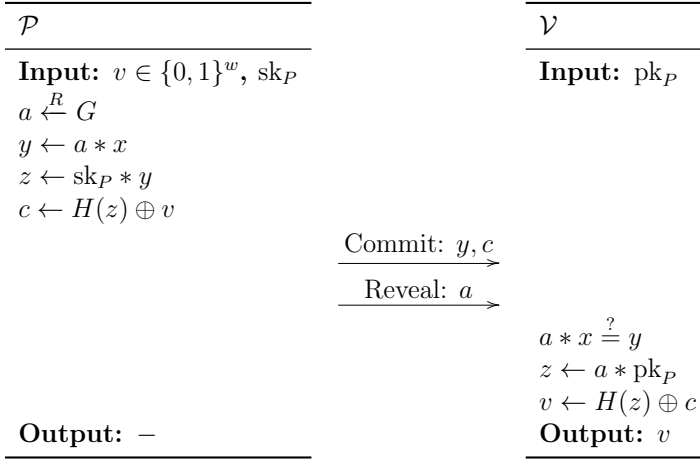 𝒫
Input: v ∈ {0, 1}^w, sk_P
a ←^R G
y ← a ∗ x
z ← sk_P ∗ y
c ← H(z) ⊕ v
Commit: y, c
Reveal: a
Output: −
𝒱
Input: pk_P
a ∗ x =^? y
z ← a ∗ pk_P
v ← H(z) ⊕ c
Output: v